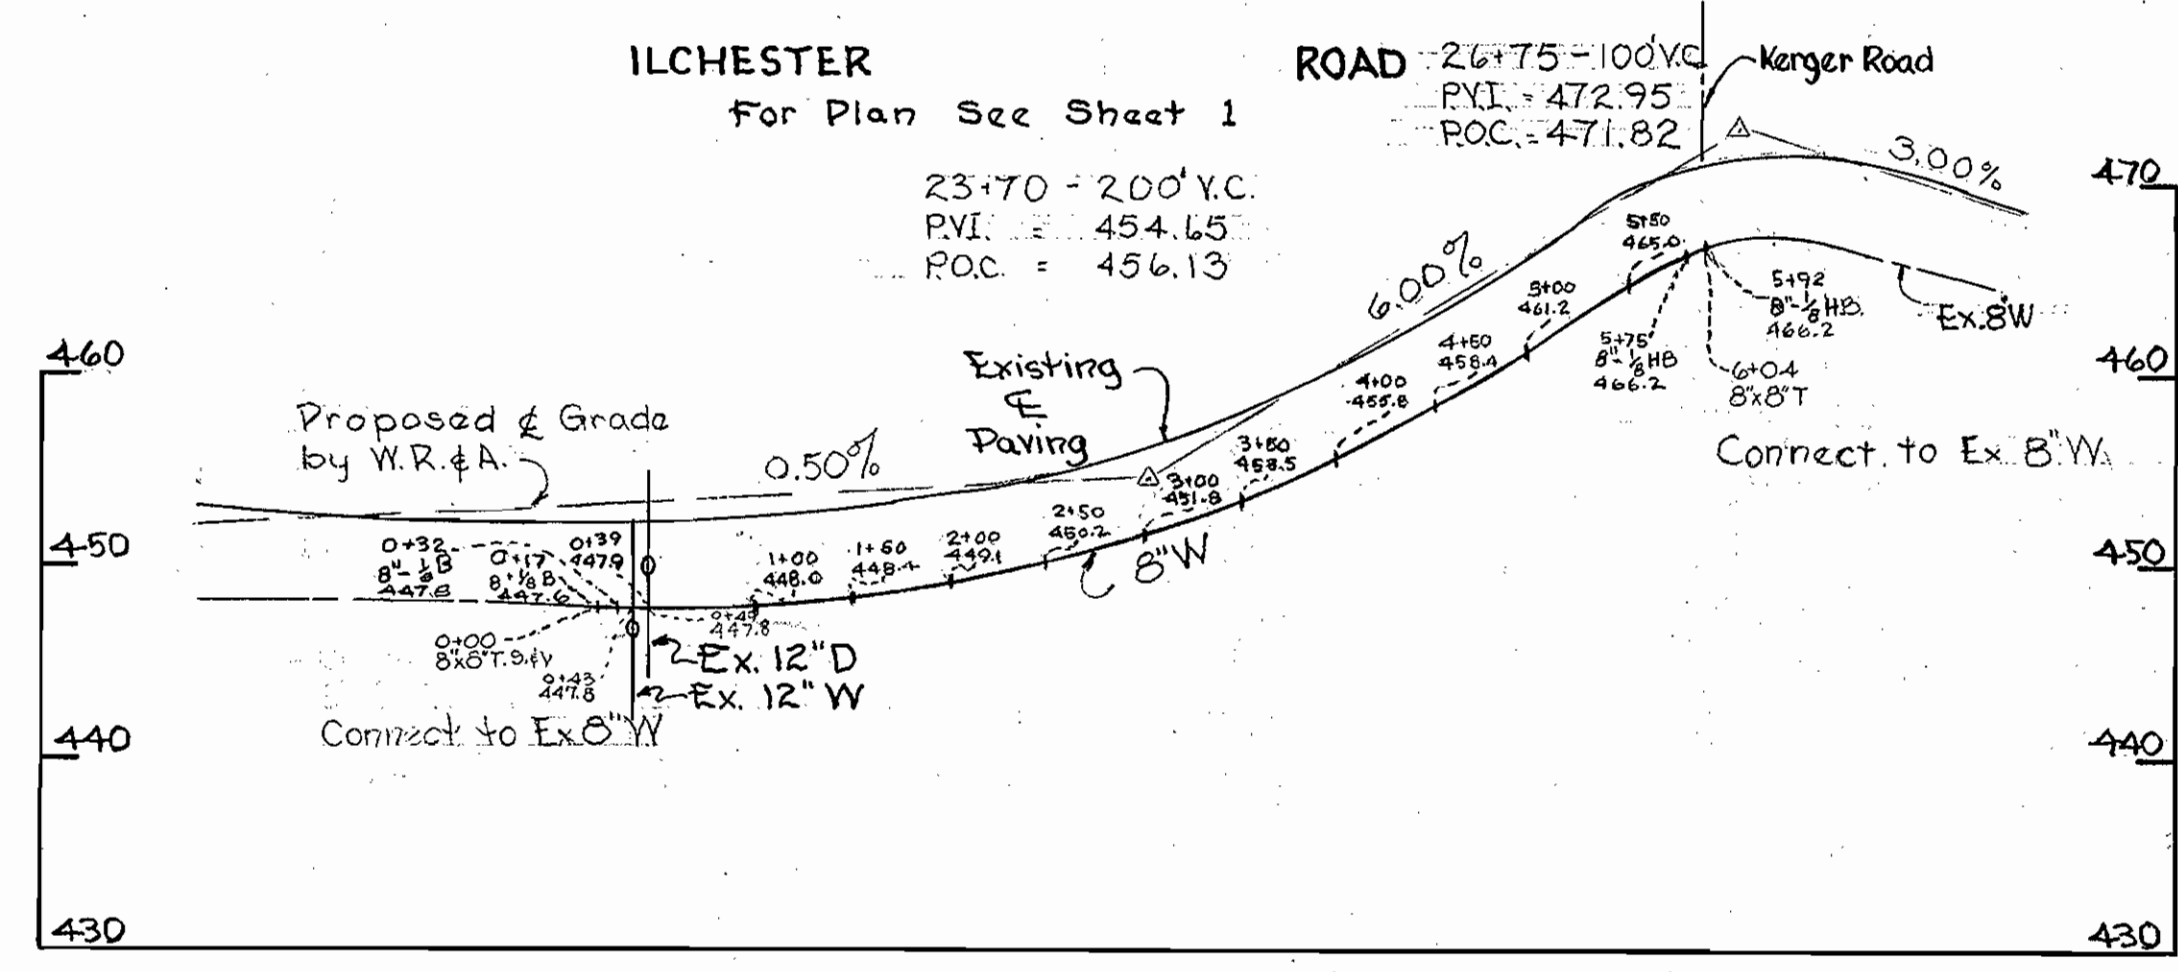 ILCHESTER ROAD
For Plan See Sheet 1
26+75 - 100' V.C.
P.V.I. = 472.95
P.O.C. = 471.82
Kerger Road
23+70 - 200' V.C.
P.V.I. = 454.65
P.O.C. = 456.13
3.00%
470
6.00%
5+50
465.0
5+92
8"-⅛ H.B.
466.2
Ex. 8" W
5+00
461.2
5+75
8"-⅛ HB
466.2
6+04
8"x8" T
Connect to Ex. 8" W.
460
460
4+50
458.4
4+00
455.8
Existing
℄
Paving
Proposed ℄ Grade
by W.R.&A.
0.50%
3+50
453.5
3+00
451.8
2+50
450.2
2+00
449.1
1+50
448.4
1+00
448.0
450
450
0+32
8"-⅛ B
447.8
0+17
8"-⅛ B
447.6
0+39
447.9
8" W
0+00
8"x8" T.S.&V
0+43
447.8
447.8
Ex. 12" D
Ex. 12" W
Connect to Ex 8" W
440
440
430
430